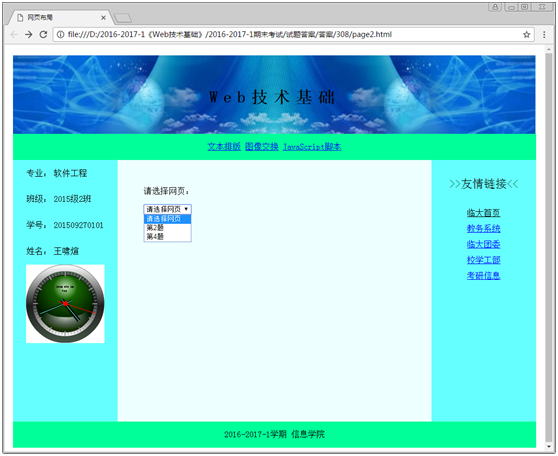 网页布局
file:///D:/2016-2017-1《Web技术基础》/2016-2017-1期末考试/试题答案/答案/308/page2.html
Web技术基础
文本排版 图像交换 JavaScript脚本
专业: 软件工程
班级: 2015级2班
学号: 201509270101
姓名: 王啸煊
请选择网页:
请选择网页
请选择网页
第2题
第4题
>>友情链接<<
临大首页
教务系统
临大团委
校学工部
考研信息
2016-2017-1学期 信息学院